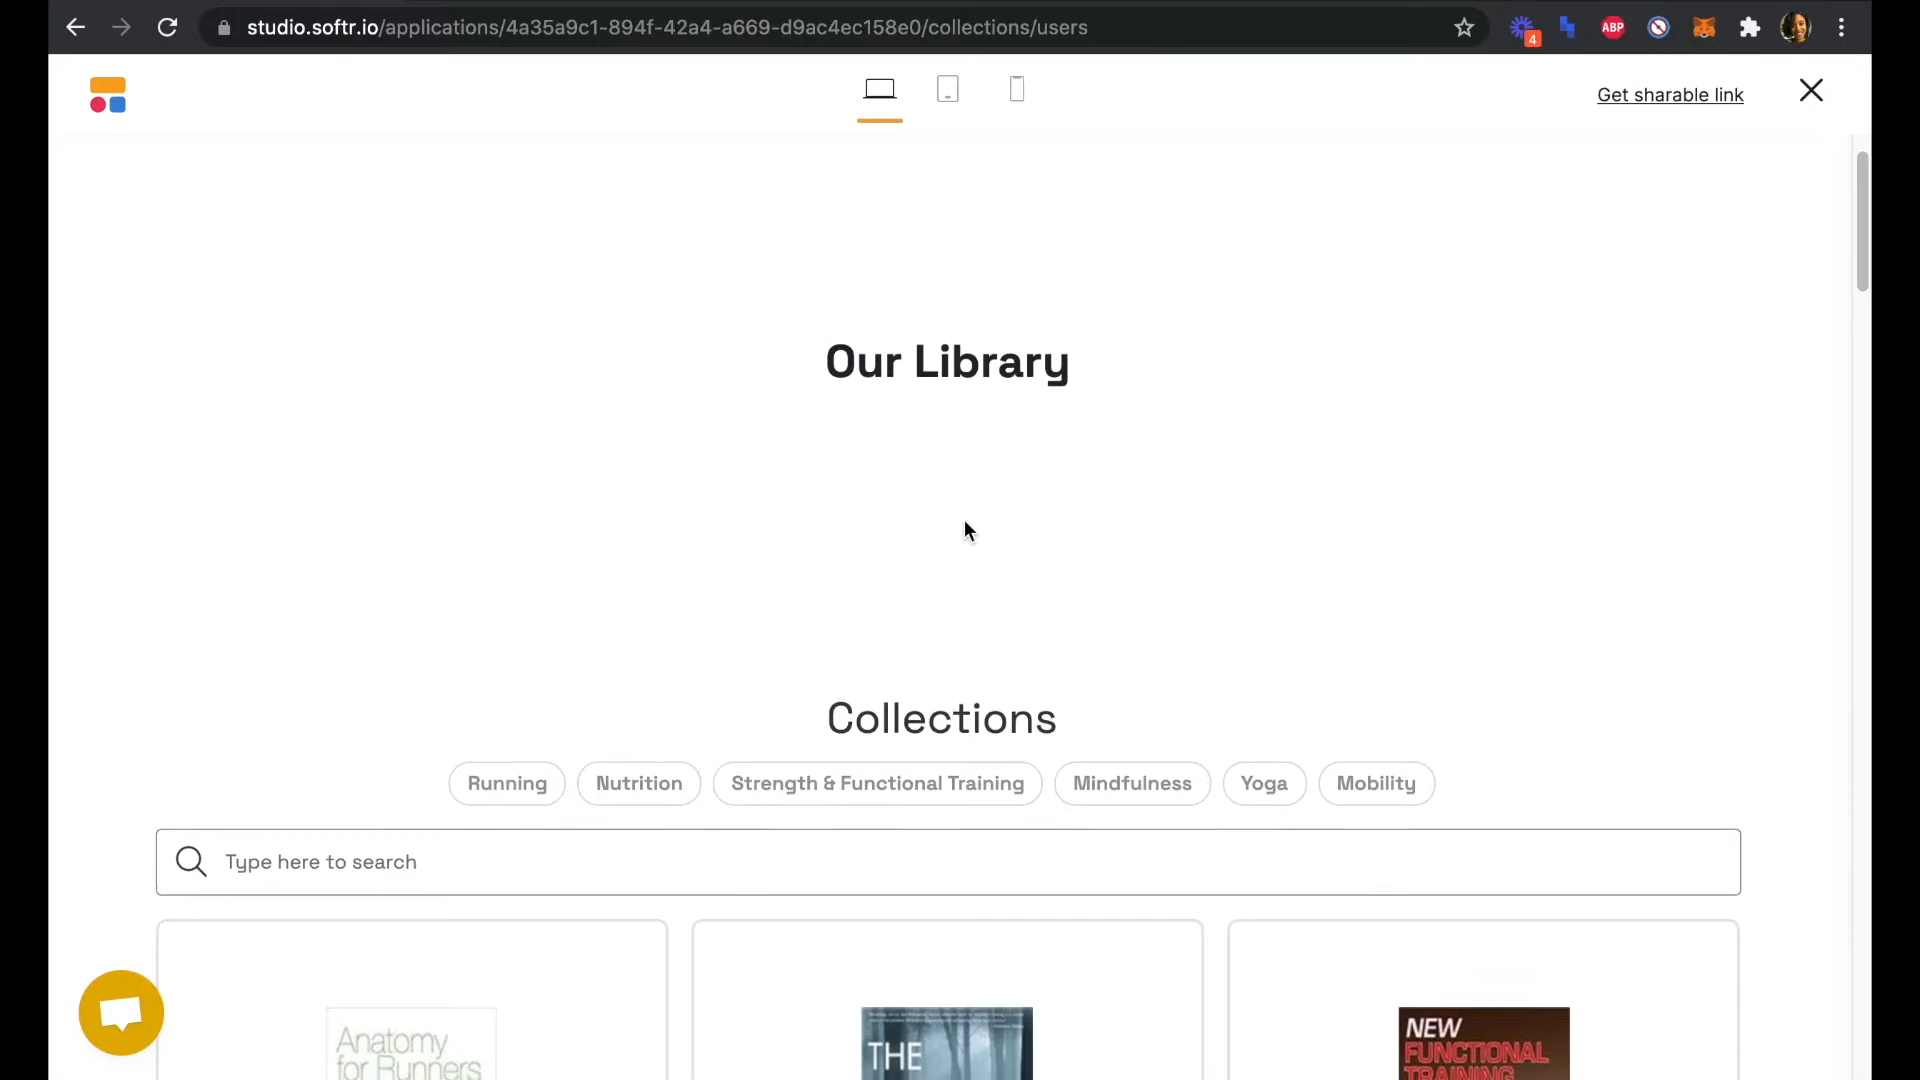 studio.softr.io/applications/4a35a9c1-894f-42a4-a669-d9ac4ec158e0/collections/users
4
ABP
Get sharable link
Our Library
Collections
Running
Nutrition
Strength & Functional Training
Mindfulness
Yoga
Mobility
Type here to search
Anatomy
for Runners
THE
NEW
FUNCTIONAL
TRAINING